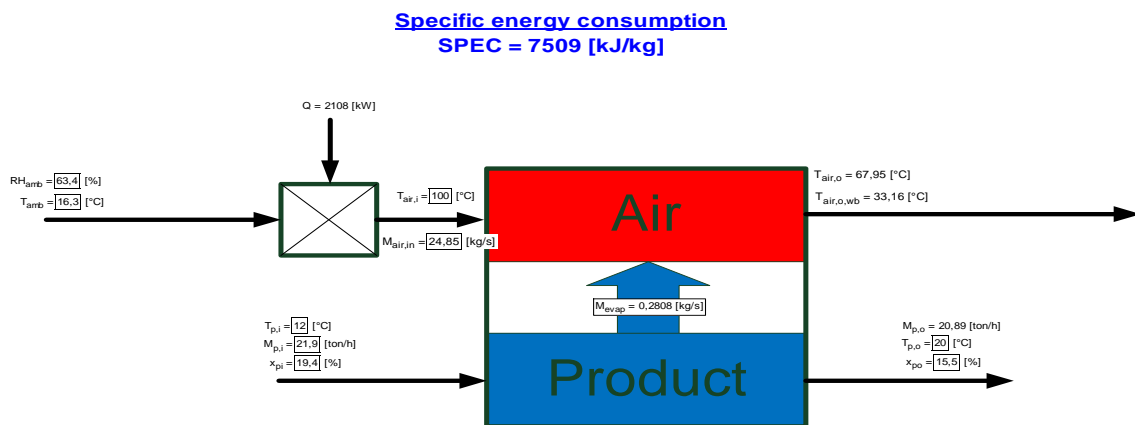 Specific energy consumption
SPEC = 7509 [kJ/kg]
Q = 2108 [kW]
RHamb = 63,4 [%]
Tamb = 16,3 [°C]
Tair,i = 100 [°C]
Mair,in = 24,85 [kg/s]
Air
Tair,o = 67,95 [°C]
Tair,o,wb = 33,16 [°C]
Mevap = 0,2808 [kg/s]
Tp,i = 12 [°C]
Mp,i = 21,9 [ton/h]
xpi = 19,4 [%]
Product
Mp,o = 20,89 [ton/h]
Tp,o = 20 [°C]
xpo = 15,5 [%]